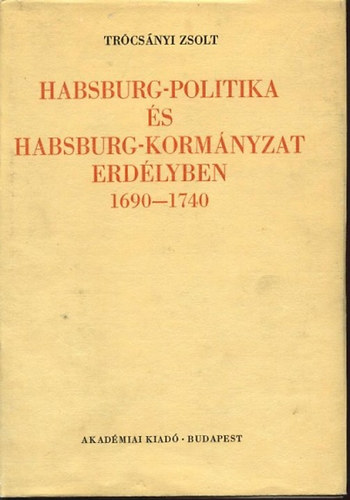 TRÓCSÁNYI ZSOLT
HABSBURG-POLITIKA
ÉS
HABSBURG-KORMÁNYZAT
ERDÉLYBEN
1690—1740
AKADÉMIAI KIADÓ · BUDAPEST